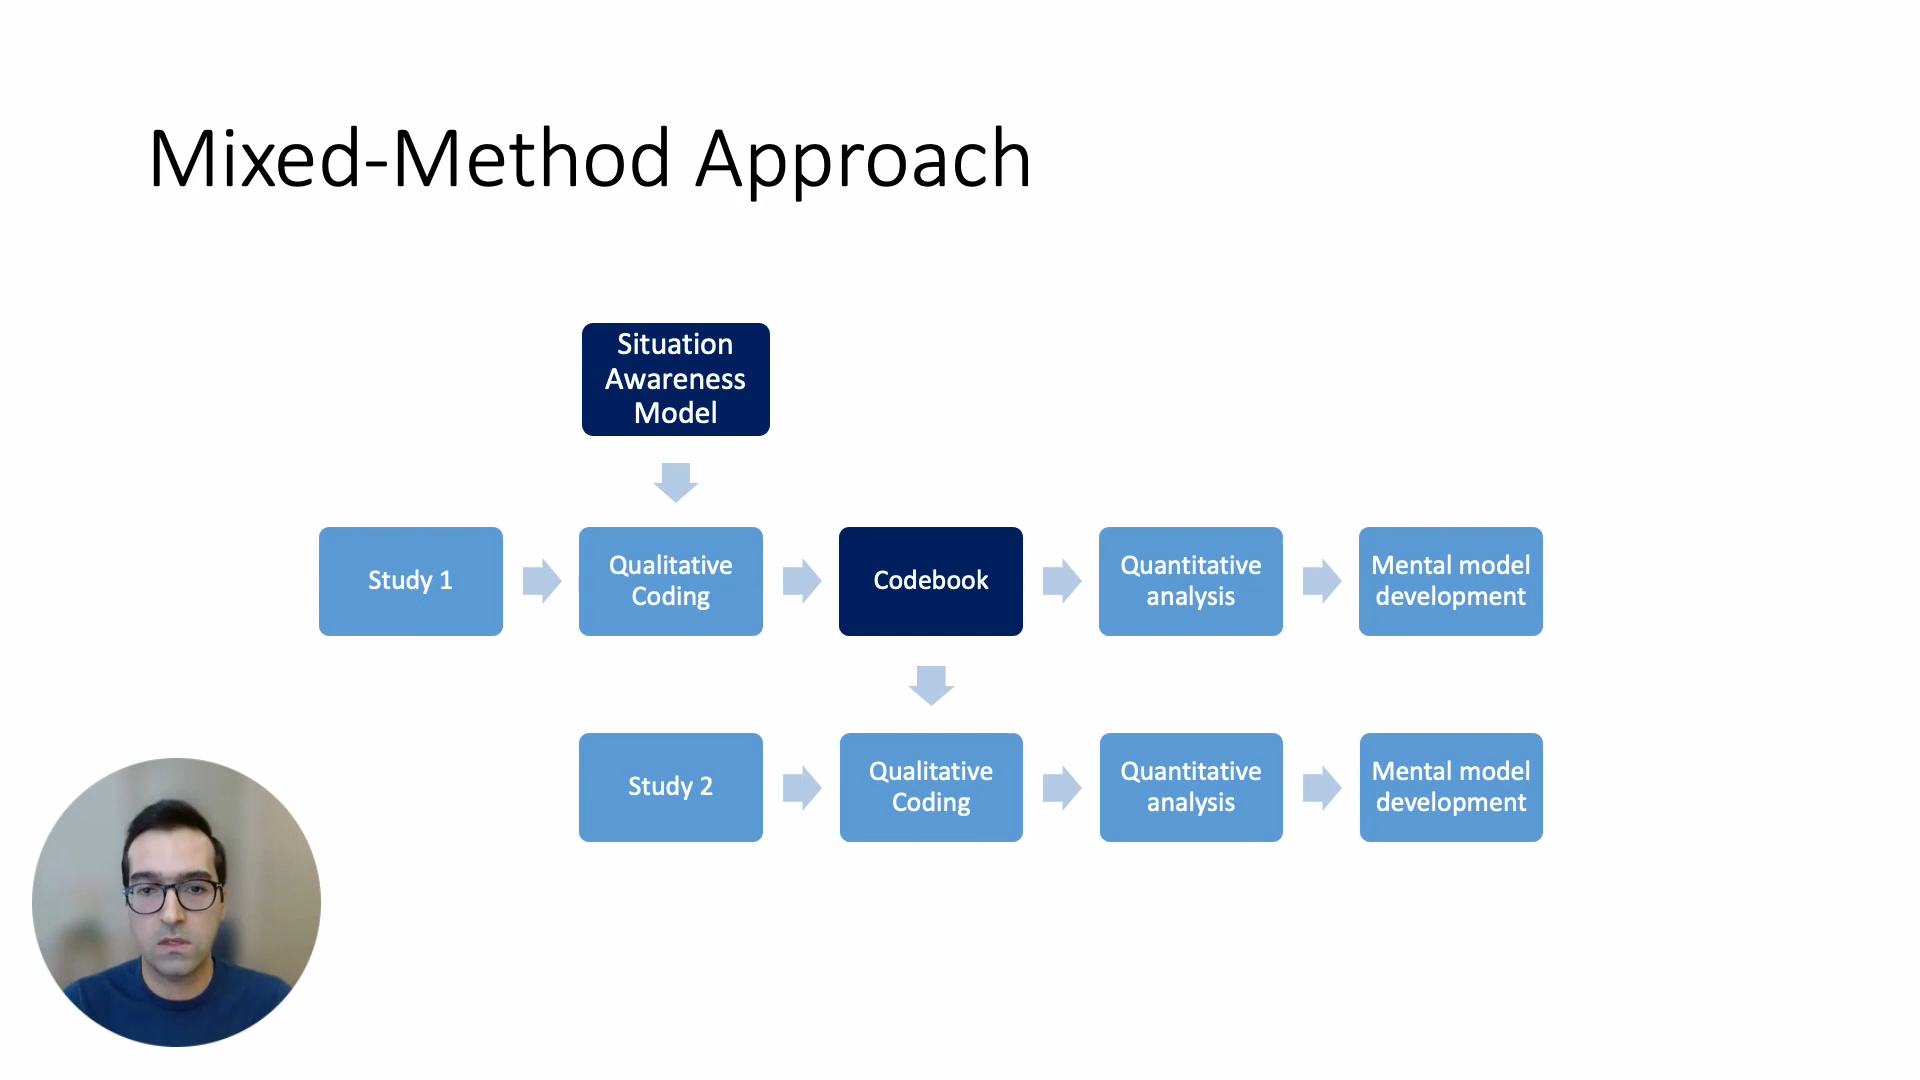 Mixed-Method Approach
Situation
Awareness
Model
Study 1
Qualitative
Coding
Codebook
Quantitative
analysis
Mental model
development
Study 2
Qualitative
Coding
Quantitative
analysis
Mental model
development